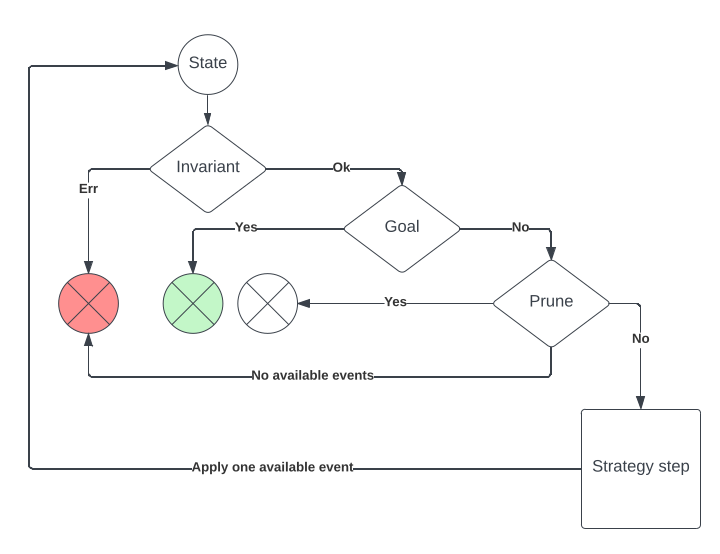 State
Invariant
Ok
Err
Goal
Yes
No
Prune
Yes
No
No available events
Strategy step
Apply one available event